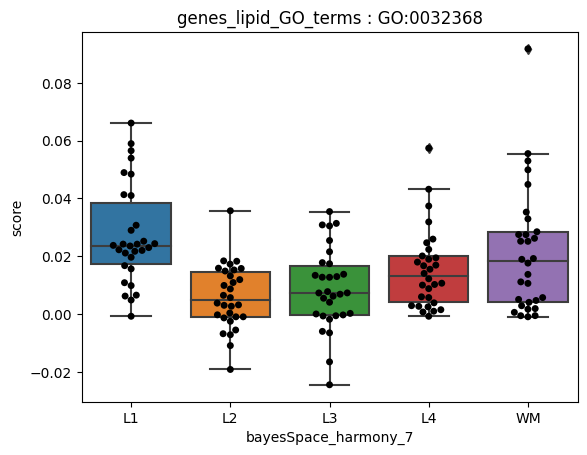 genes_lipid_GO_terms : GO:0032368
0.08
0.06
0.04
0.02
0.00
−0.02
score
L1 L2 L3 L4 WM
bayesSpace_harmony_7